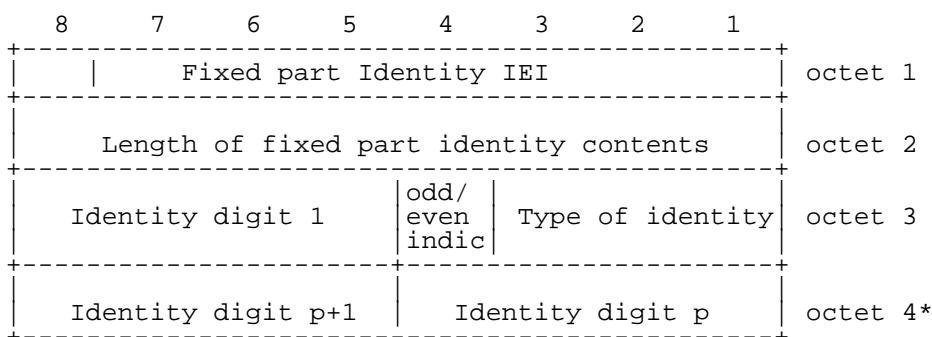 8 7 6 5 4 3 2 1
Fixed part Identity IEI octet 1
Length of fixed part identity contents octet 2
odd/
Identity digit 1 even Type of identity octet 3
indic
Identity digit p+1 Identity digit p octet 4*